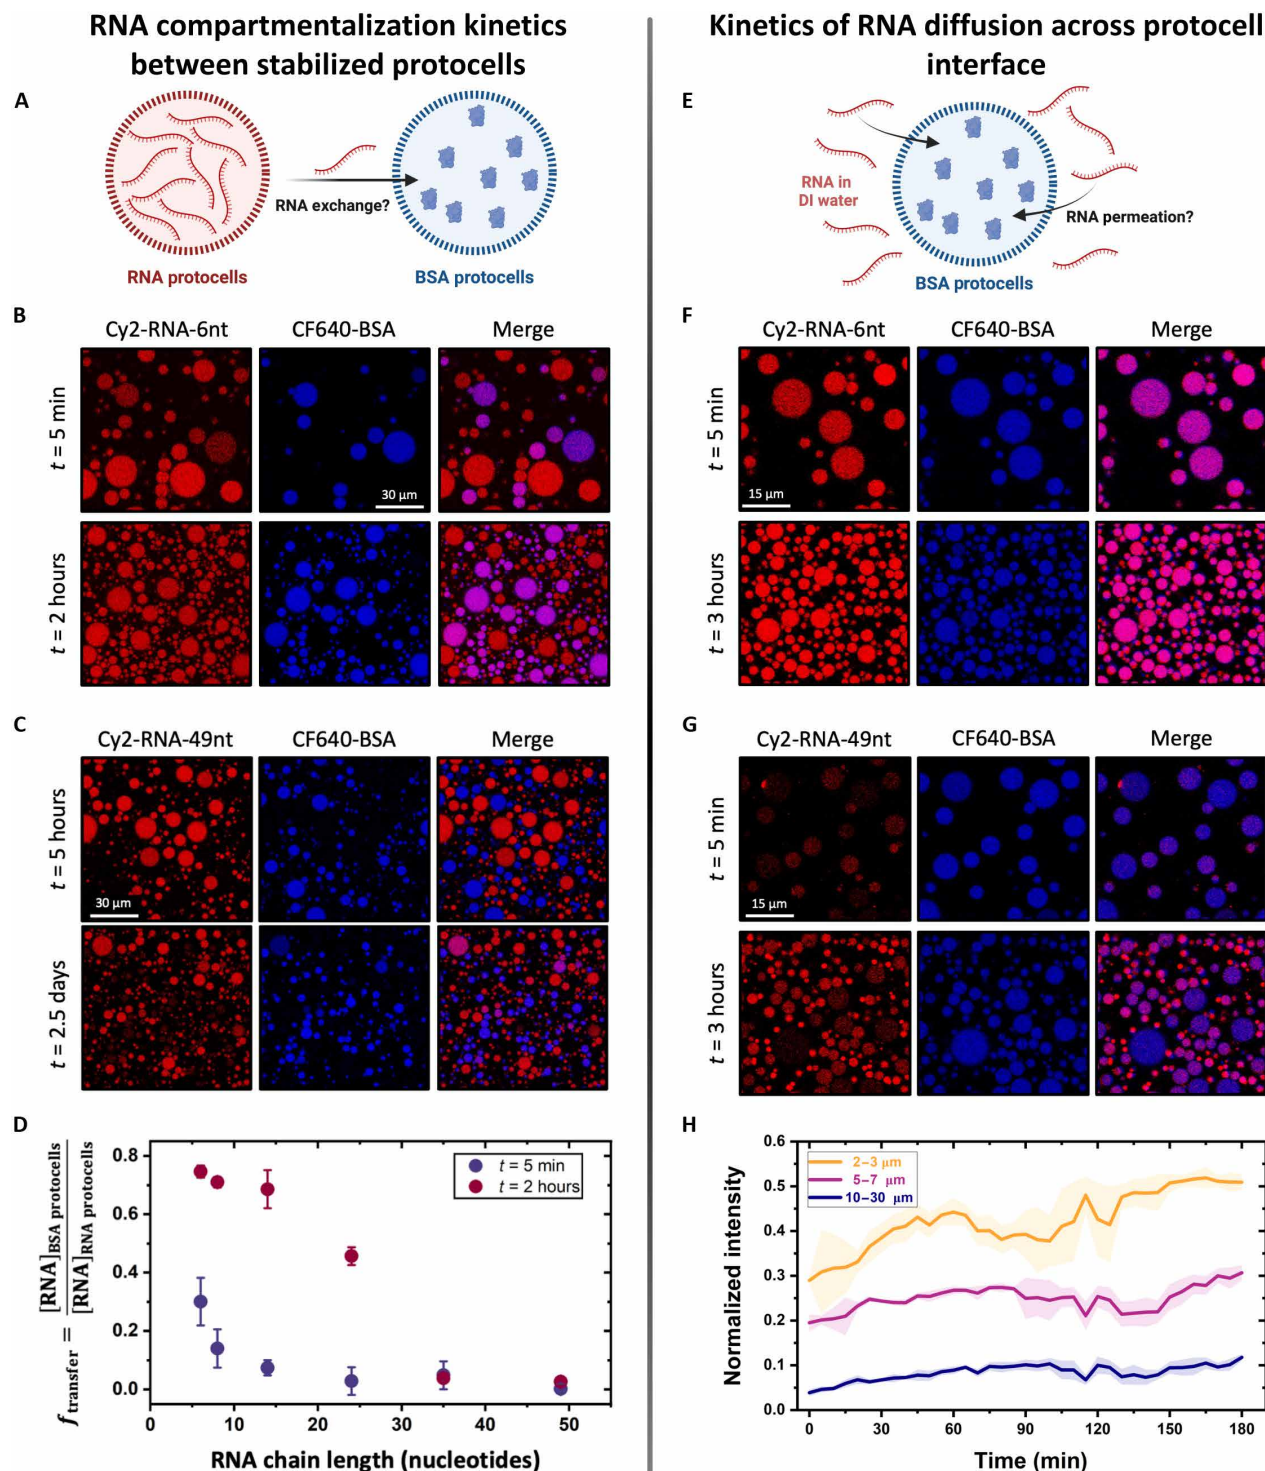 RNA compartmentalization kinetics
between stabilized protocells
A
RNA exchange?
RNA protocells
BSA protocells
B
Cy2-RNA-6nt
CF640-BSA
Merge
t = 5 min
30 μm
t = 2 hours
C
Cy2-RNA-49nt
CF640-BSA
Merge
t = 5 hours
30 μm
t = 2.5 days
D
f transfer = [RNA]BSA protocells / [RNA]RNA protocells
0.8
0.6
0.4
0.2
0.0
t = 5 min
t = 2 hours
0 10 20 30 40 50
RNA chain length (nucleotides)
Kinetics of RNA diffusion across protocell
interface
E
RNA in
DI water
RNA permeation?
BSA protocells
F
Cy2-RNA-6nt
CF640-BSA
Merge
t = 5 min
15 μm
t = 3 hours
G
Cy2-RNA-49nt
CF640-BSA
Merge
t = 5 min
15 μm
t = 3 hours
H
Normalized intensity
0.6
0.5
0.4
0.3
0.2
0.1
0.0
2–3 μm
5–7 μm
10–30 μm
0 30 60 90 120 150 180
Time (min)